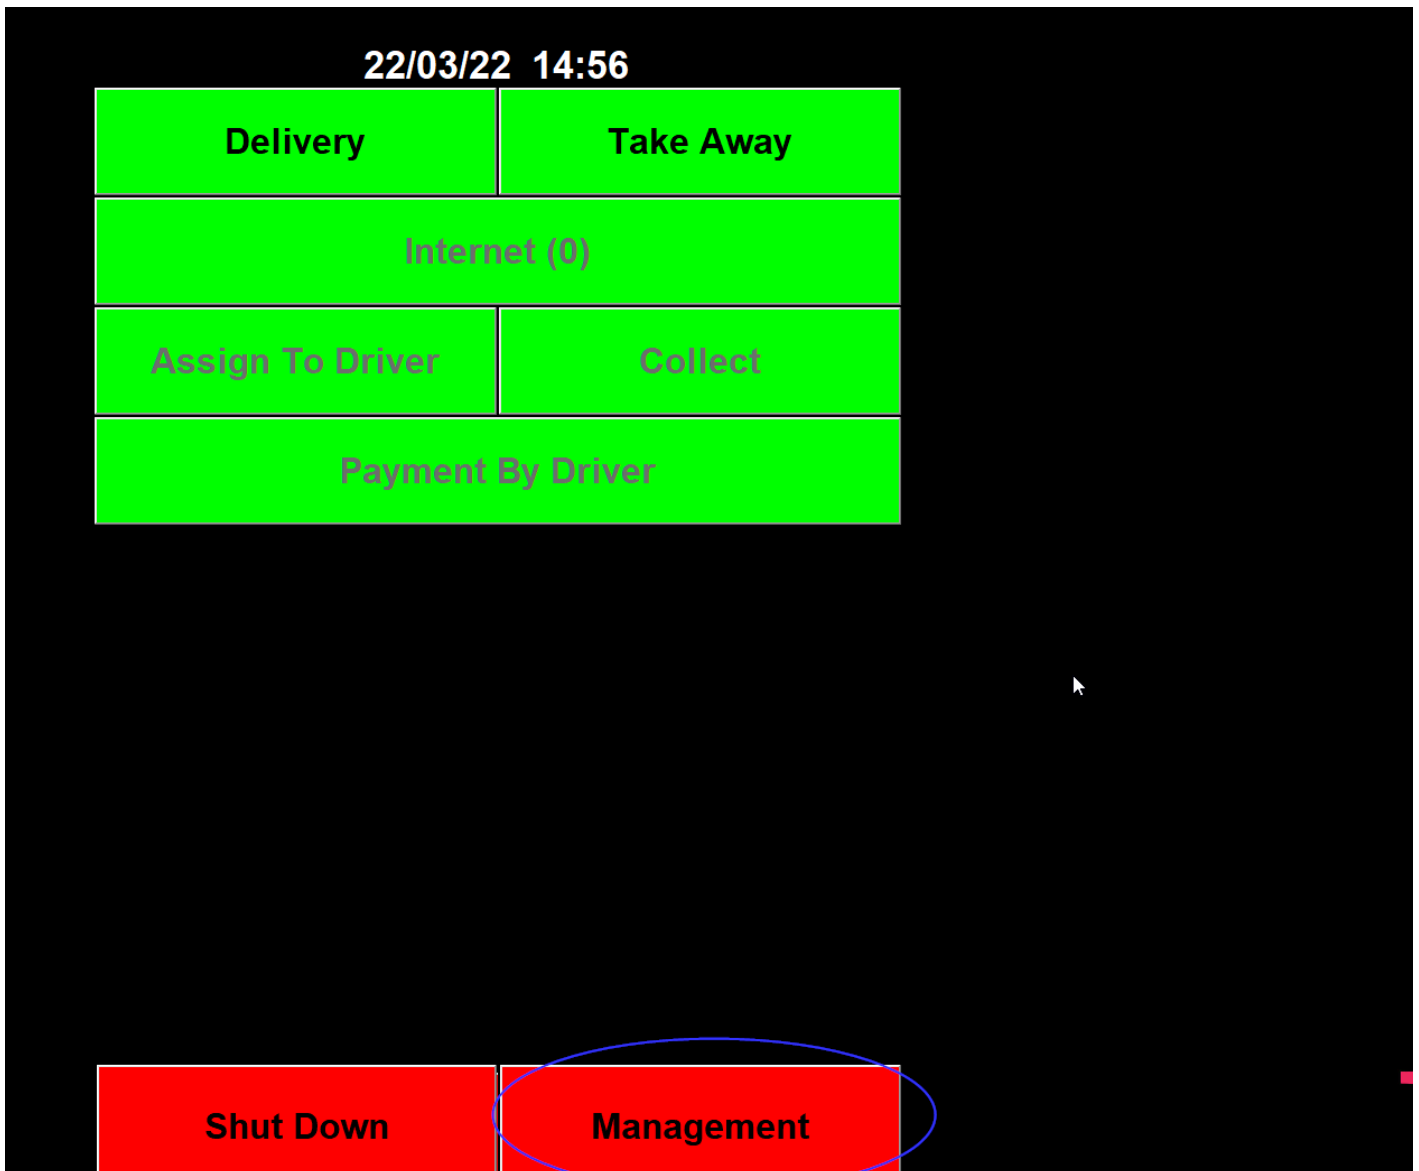 22/03/22 14:56
Delivery
Take Away
Internet (0)
Assign To Driver
Collect
Payment By Driver
Shut Down
Management